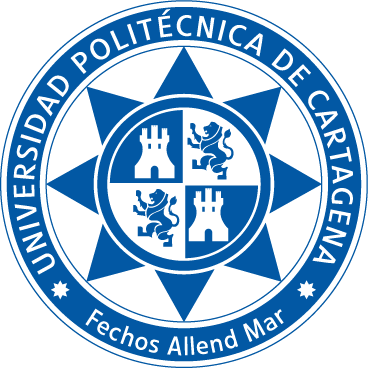 UNIVERSIDAD POLITÉCNICA DE CARTAGENA
Fechos Allend Mar